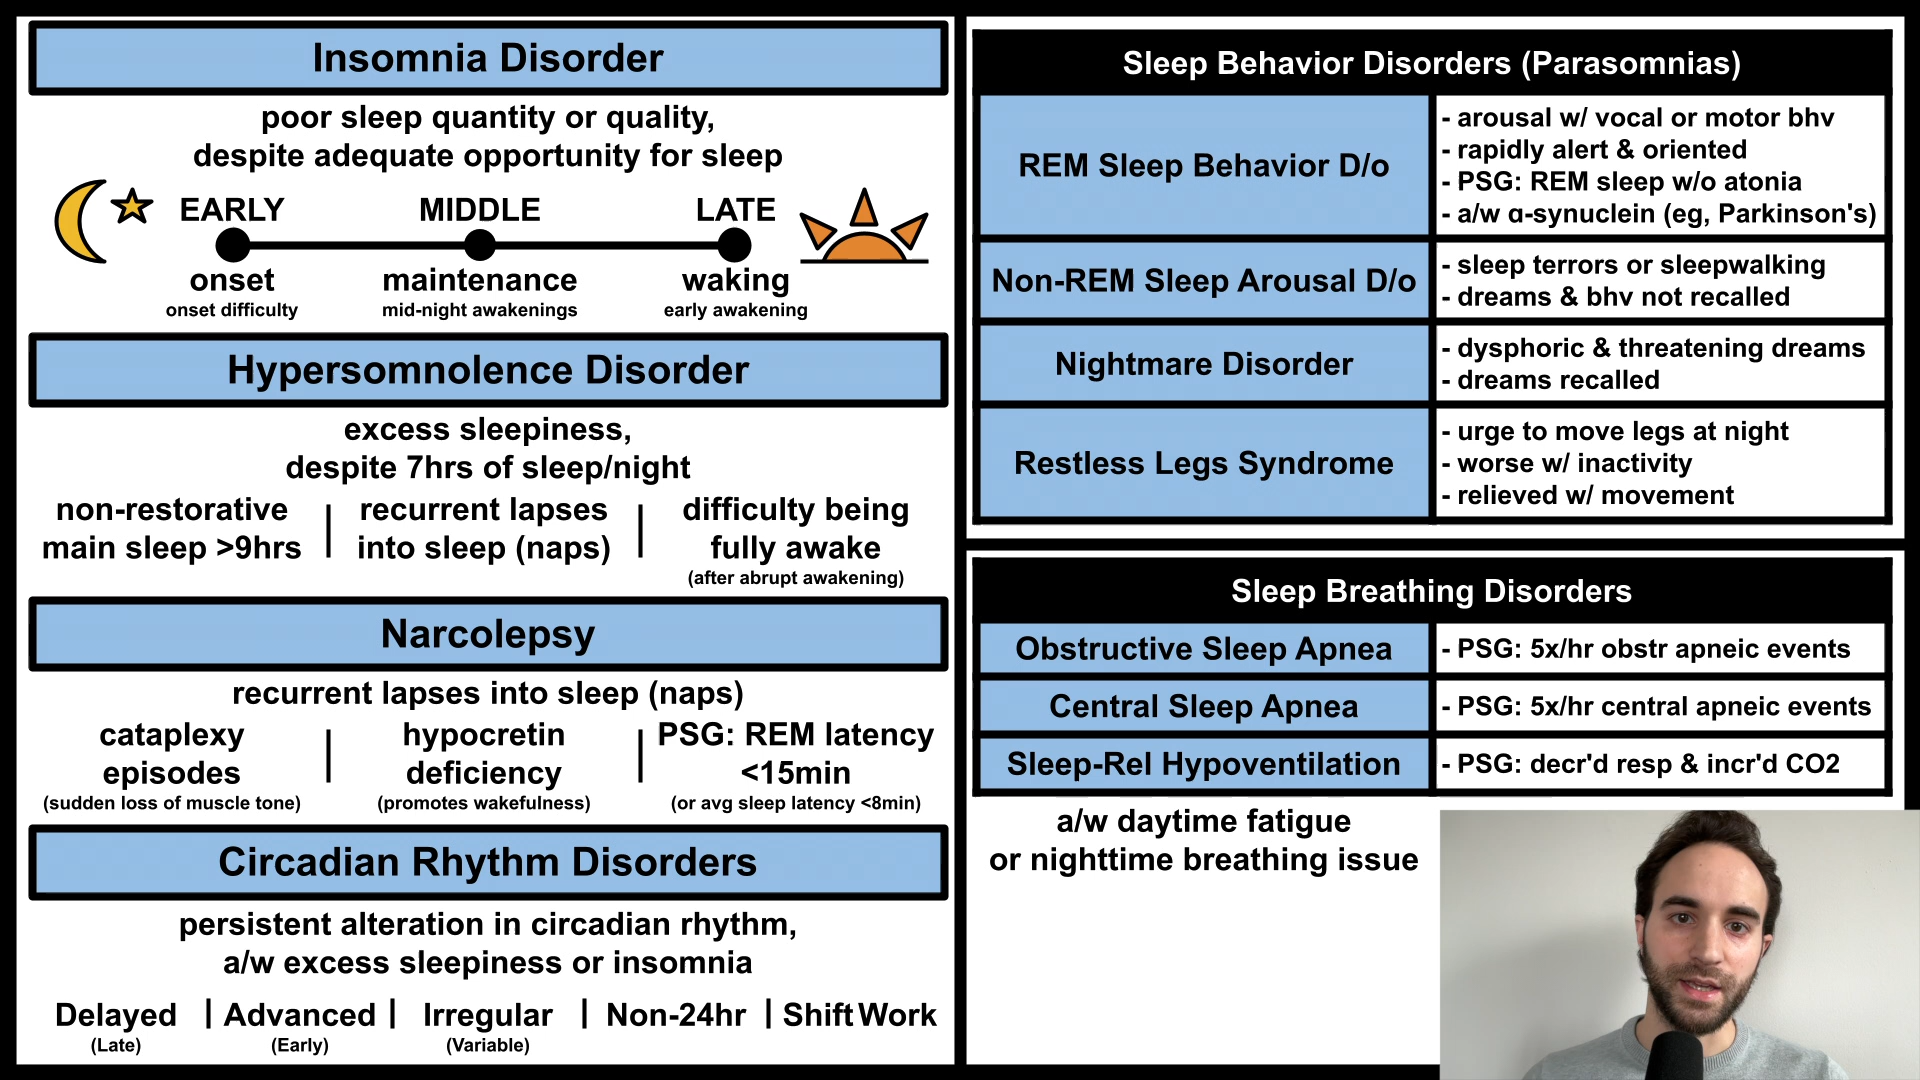 Insomnia Disorder
poor sleep quantity or quality,
despite adequate opportunity for sleep
EARLY MIDDLE LATE
onset maintenance waking
onset difficulty mid-night awakenings early awakening
Hypersomnolence Disorder
excess sleepiness,
despite 7hrs of sleep/night
non-restorative | recurrent lapses | difficulty being
main sleep >9hrs into sleep (naps) fully awake
(after abrupt awakening)
Narcolepsy
recurrent lapses into sleep (naps)
cataplexy | hypocretin | PSG: REM latency
episodes deficiency <15min
(sudden loss of muscle tone) (promotes wakefulness) (or avg sleep latency <8min)
Circadian Rhythm Disorders
persistent alteration in circadian rhythm,
a/w excess sleepiness or insomnia
Delayed | Advanced | Irregular | Non-24hr | Shift Work
(Late) (Early) (Variable)
Sleep Behavior Disorders (Parasomnias)
REM Sleep Behavior D/o
- arousal w/ vocal or motor bhv
- rapidly alert & oriented
- PSG: REM sleep w/o atonia
- a/w α-synuclein (eg, Parkinson's)
Non-REM Sleep Arousal D/o
- sleep terrors or sleepwalking
- dreams & bhv not recalled
Nightmare Disorder
- dysphoric & threatening dreams
- dreams recalled
Restless Legs Syndrome
- urge to move legs at night
- worse w/ inactivity
- relieved w/ movement
Sleep Breathing Disorders
Obstructive Sleep Apnea - PSG: 5x/hr obstr apneic events
Central Sleep Apnea - PSG: 5x/hr central apneic events
Sleep-Rel Hypoventilation - PSG: decr'd resp & incr'd CO2
a/w daytime fatigue
or nighttime breathing issue